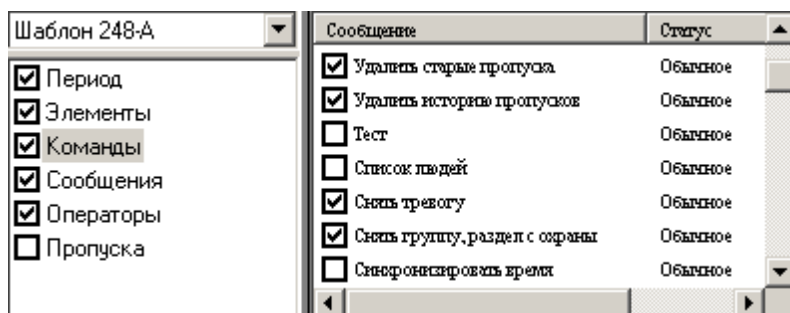 Шаблон 248-А
Период
Элементы
Команды
Сообщения
Операторы
Пропуска
Сообщение Статус
Удалить старые пропуска Обычное
Удалить историю пропусков Обычное
Тест Обычное
Список людей Обычное
Снять тревогу Обычное
Снять группу, раздел с охраны Обычное
Синхронизировать время Обычное